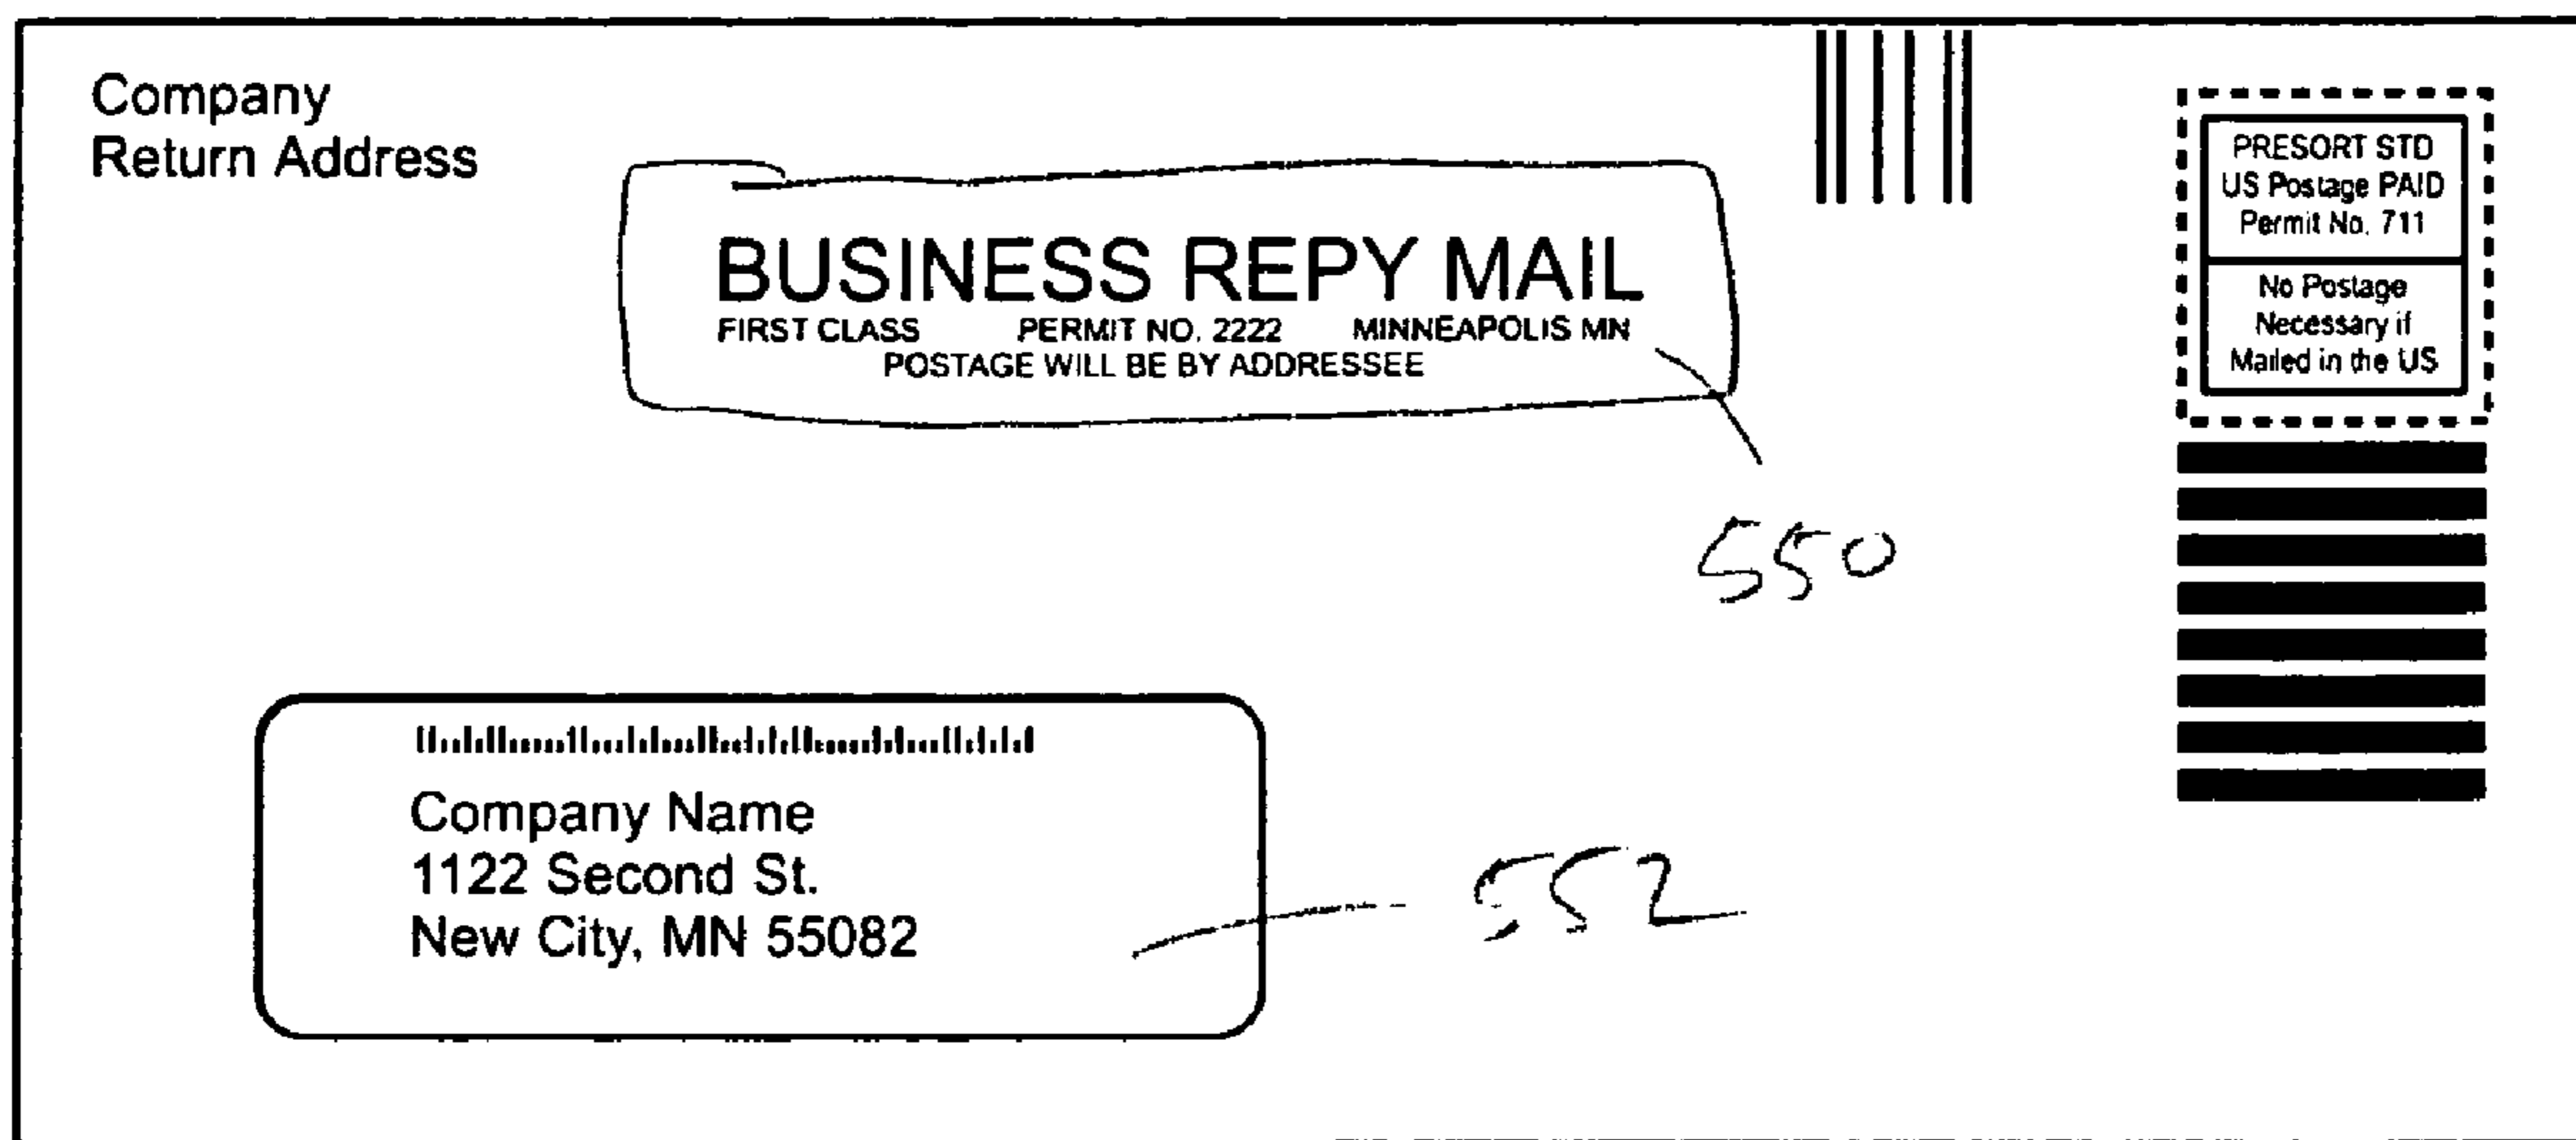 Company
Return Address
BUSINESS REPY MAIL
FIRST CLASS PERMIT NO. 2222 MINNEAPOLIS MN
POSTAGE WILL BE BY ADDRESSEE
PRESORT STD
US Postage PAID
Permit No. 711
No Postage
Necessary if
Mailed in the US
550
Company Name
1122 Second St.
New City, MN 55082
552